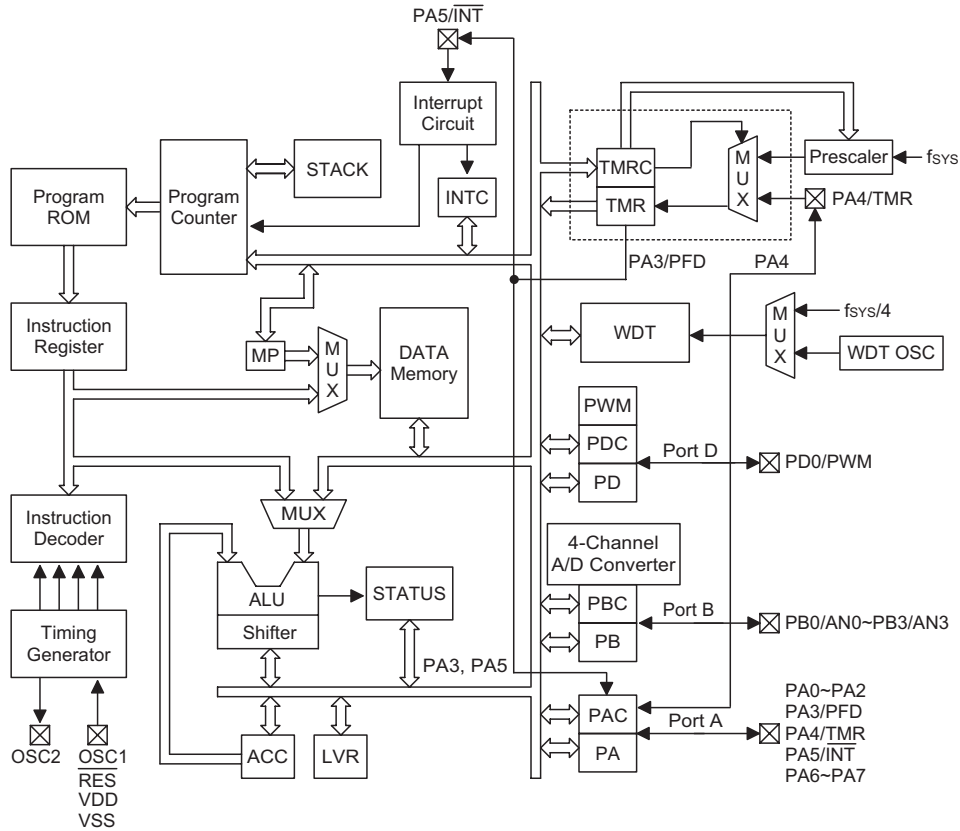 PA5/INT
Interrupt
Circuit
STACK
Program
Counter
Program
ROM
INTC
TMRC
TMR
M
U
X
Prescaler
fSYS
PA4/TMR
PA3/PFD
PA4
Instruction
Register
MP
M
U
X
DATA
Memory
WDT
M
U
X
fSYS/4
WDT OSC
PWM
PDC
PD
Port D
PD0/PWM
Instruction
Decoder
MUX
ALU
Shifter
STATUS
4-Channel
A/D Converter
PBC
PB
Port B
PB0/AN0~PB3/AN3
Timing
Generator
PA3, PA5
PAC
PA
Port A
PA0~PA2
PA3/PFD
PA4/TMR
PA5/INT
PA6~PA7
OSC2
OSC1
RES
VDD
VSS
ACC
LVR